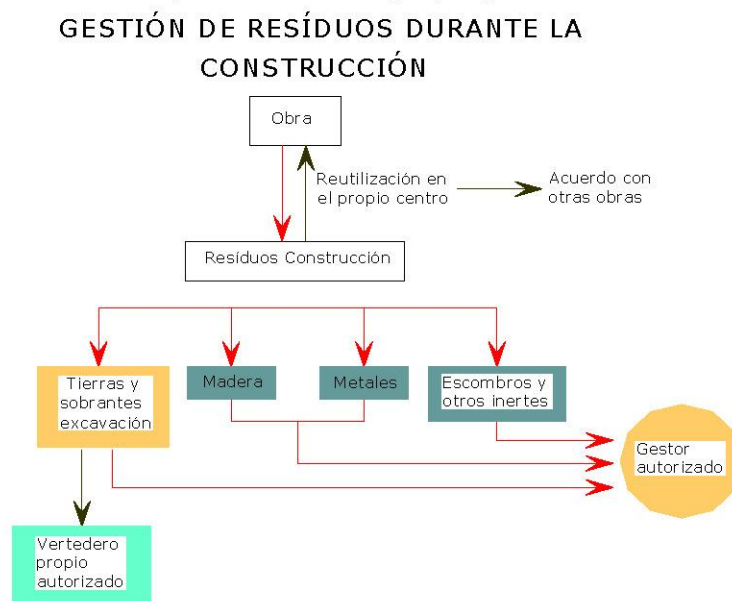 GESTIÓN DE RESÍDUOS DURANTE LA
CONSTRUCCIÓN
Obra
Reutilización en
el propio centro
Acuerdo con
otras obras
Resíduos Construcción
Tierras y
sobrantes
excavación
Madera
Metales
Escombros y
otros inertes
Gestor
autorizado
Vertedero
propio
autorizado